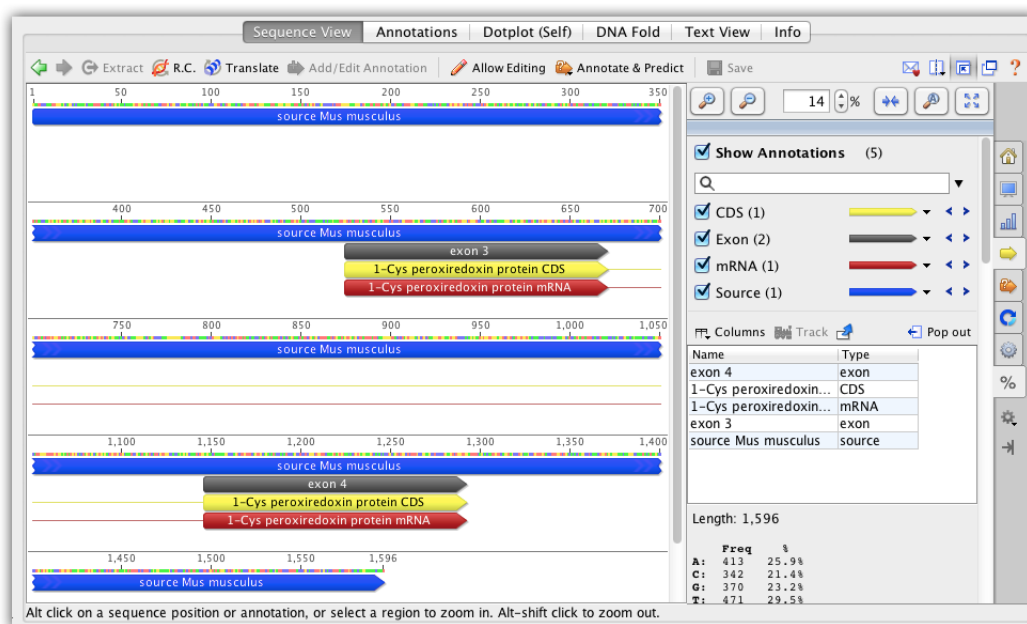 Sequence View Annotations Dotplot (Self) DNA Fold Text View Info
Extract R.C. Translate Add/Edit Annotation Allow Editing Annotate & Predict Save
1 50 100 150 200 250 300 350
source Mus musculus
400 450 500 550 600 650 700
source Mus musculus
exon 3
1-Cys peroxiredoxin protein CDS
1-Cys peroxiredoxin protein mRNA
750 800 850 900 950 1,000 1,050
source Mus musculus
1,100 1,150 1,200 1,250 1,300 1,350 1,400
source Mus musculus
exon 4
1-Cys peroxiredoxin protein CDS
1-Cys peroxiredoxin protein mRNA
1,450 1,500 1,550 1,596
source Mus musculus
14 %
Show Annotations (5)
CDS (1)
Exon (2)
mRNA (1)
Source (1)
Columns Track Pop out
Name Type
exon 4 exon
1-Cys peroxiredoxin... CDS
1-Cys peroxiredoxin... mRNA
exon 3 exon
source Mus musculus source
Length: 1,596
Freq %
A: 413 25.9%
C: 342 21.4%
G: 370 23.2%
T: 471 29.5%
%
Alt click on a sequence position or annotation, or select a region to zoom in. Alt-shift click to zoom out.